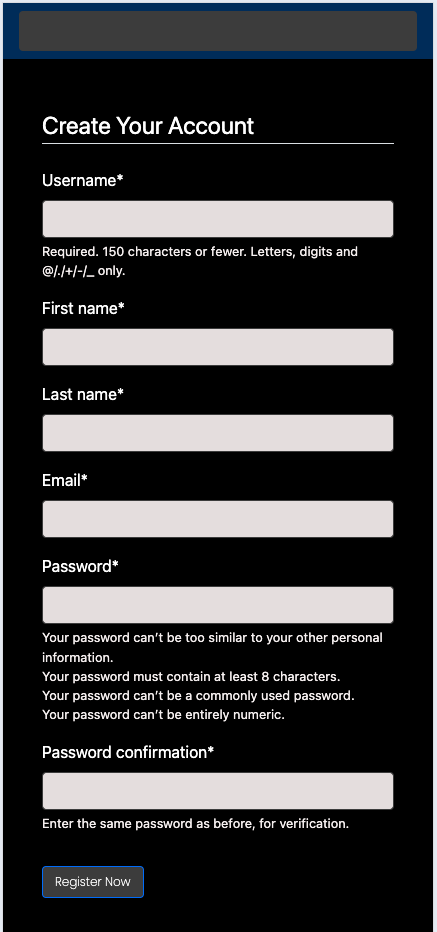 Create Your Account
Username*
Required. 150 characters or fewer. Letters, digits and
@/./+/-/_ only.
First name*
Last name*
Email*
Password*
Your password can't be too similar to your other personal
information.
Your password must contain at least 8 characters.
Your password can't be a commonly used password.
Your password can't be entirely numeric.
Password confirmation*
Enter the same password as before, for verification.
Register Now